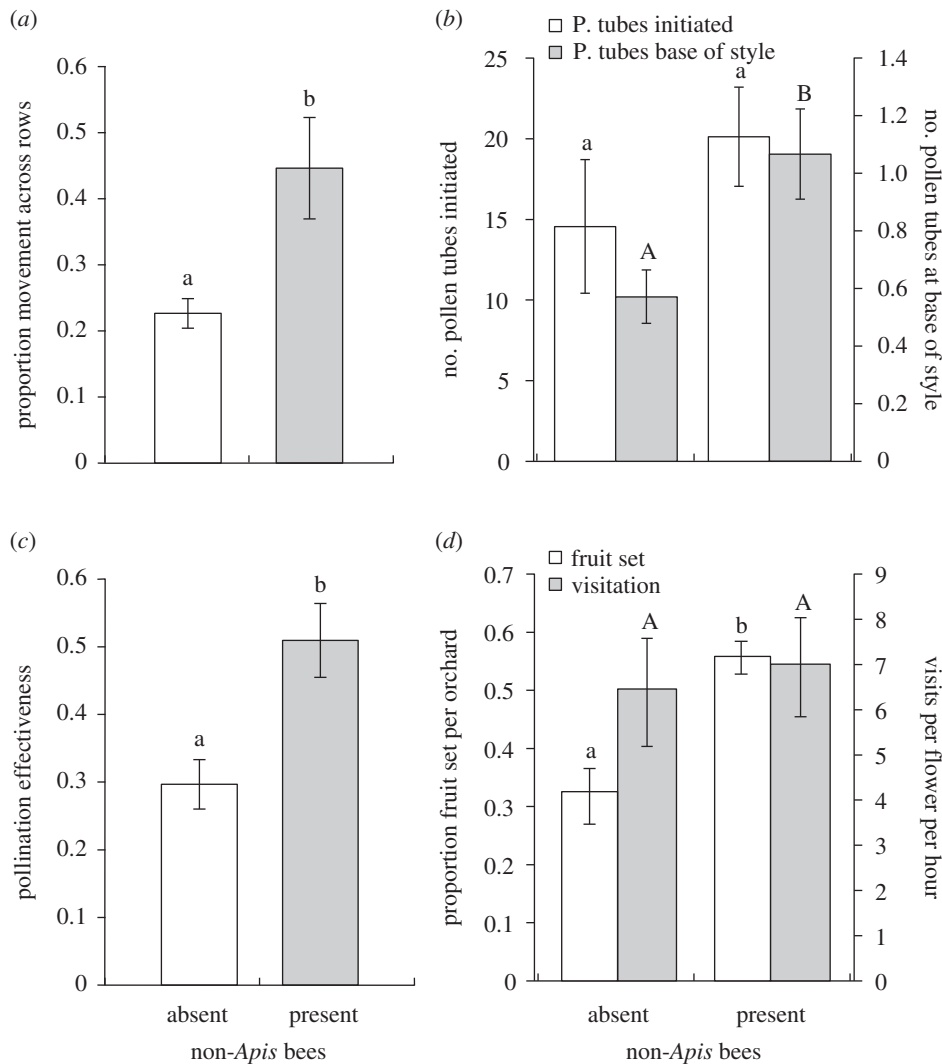 (a)
0.6
0.5
0.4
0.3
0.2
0.1
0
proportion movement across rows
a
b
(b)
P. tubes initiated
P. tubes base of style
25
20
15
10
5
0
no. pollen tubes initiated
a
A
a
B
1.4
1.2
1.0
0.8
0.6
0.4
0.2
0
no. pollen tubes at base of style
(c)
0.6
0.5
0.4
0.3
0.2
0.1
0
pollination effectiveness
a
b
absent present
non-Apis bees
(d)
fruit set
visitation
0.7
0.6
0.5
0.4
0.3
0.2
0.1
0
proportion fruit set per orchard
a
A
b
A
9
8
7
6
5
4
3
2
1
0
visits per flower per hour
absent present
non-Apis bees